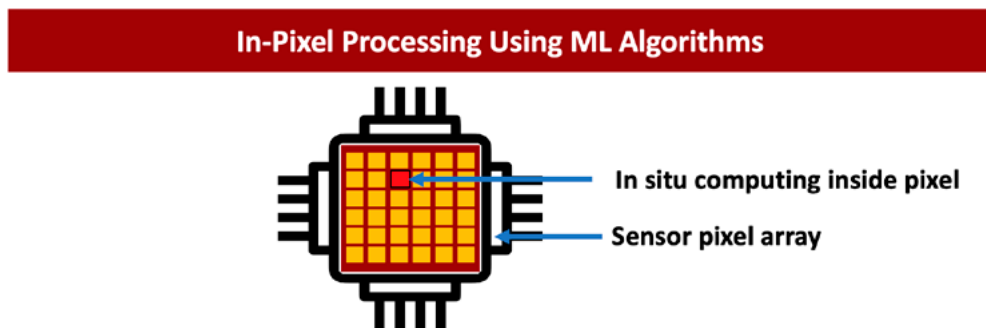 In-Pixel Processing Using ML Algorithms
In situ computing inside pixel
Sensor pixel array